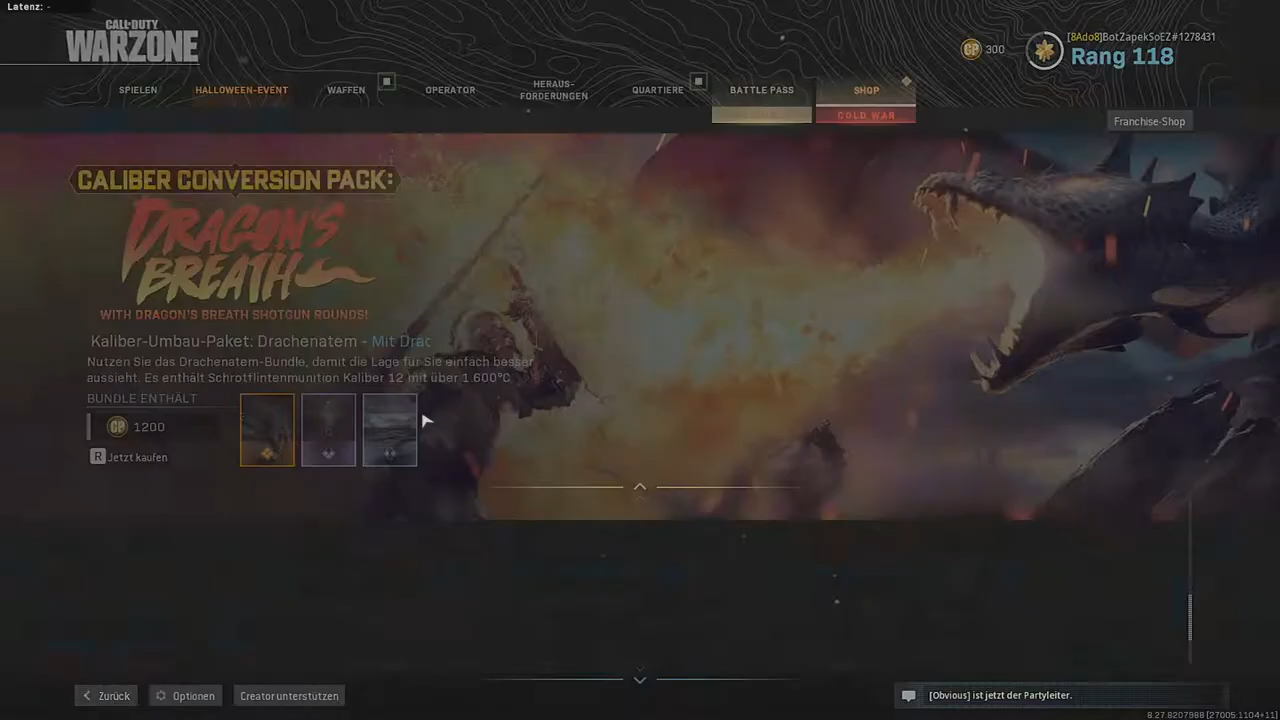 Latenz: -
CALL·DUTY
WARZONE
CP 300
[8Ado8]BotZapekSoEZ#1278431
Rang 118
SPIELEN
HALLOWEEN-EVENT
WAFFEN
OPERATOR
HERAUS-
FORDERUNGEN
QUARTIERE
BATTLE PASS
SHOP
COLD WAR
Franchise-Shop
CALIBER CONVERSION PACK:
DRAGON'S
BREATH
WITH DRAGON'S BREATH SHOTGUN ROUNDS!
Kaliber-Umbau-Paket: Drachenatem - Mit Drac
Nutzen Sie das Drachenatem-Bundle, damit die Lage für Sie einfach besser
aussieht. Es enthält Schrotflintenmunition Kaliber 12 mit über 1.600°C
BUNDLE ENTHÄLT
CP 1200
R Jetzt kaufen
Zurück
Optionen
Creator unterstützen
[Obvious] ist jetzt der Partyleiter.
8.27.8207988 [27005:1104+11]